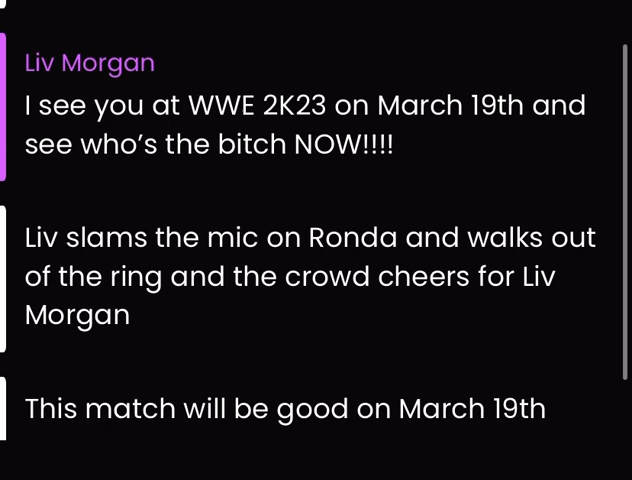 Liv Morgan
I see you at WWE 2K23 on March 19th and
see who’s the bitch NOW!!!!
Liv slams the mic on Ronda and walks out
of the ring and the crowd cheers for Liv
Morgan
This match will be good on March 19th